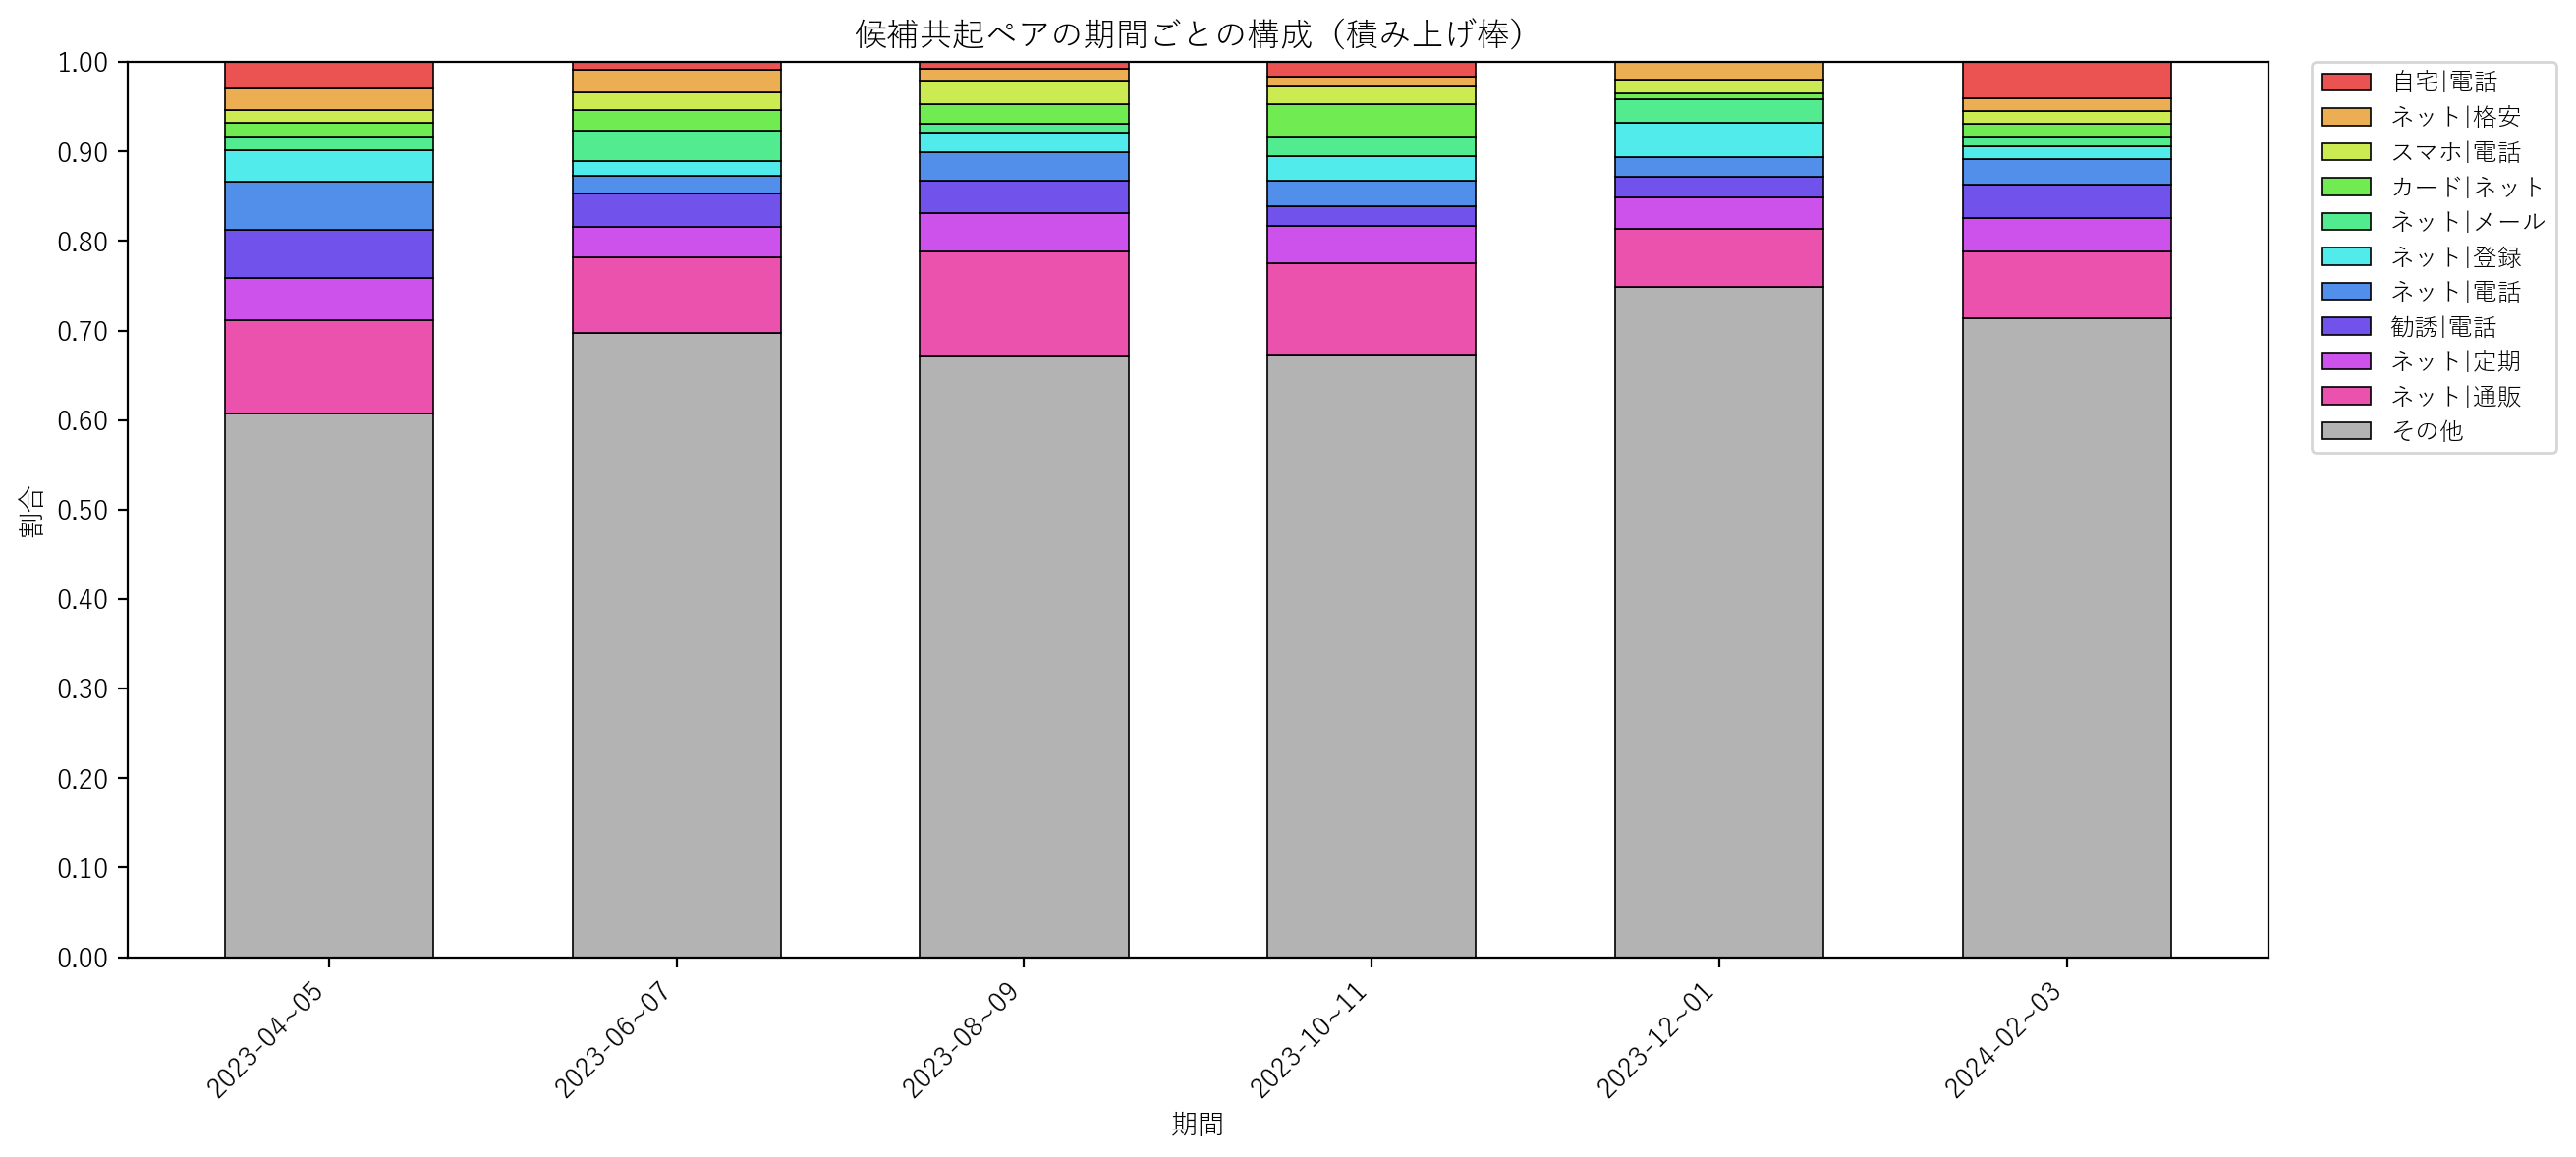 候補共起ペアの期間ごとの構成（積み上げ棒）
割合
1.00
0.90
0.80
0.70
0.60
0.50
0.40
0.30
0.20
0.10
0.00
2023-04~05
2023-06~07
2023-08~09
2023-10~11
2023-12~01
2024-02~03
期間
自宅|電話
ネット|格安
スマホ|電話
カード|ネット
ネット|メール
ネット|登録
ネット|電話
勧誘|電話
ネット|定期
ネット|通販
その他